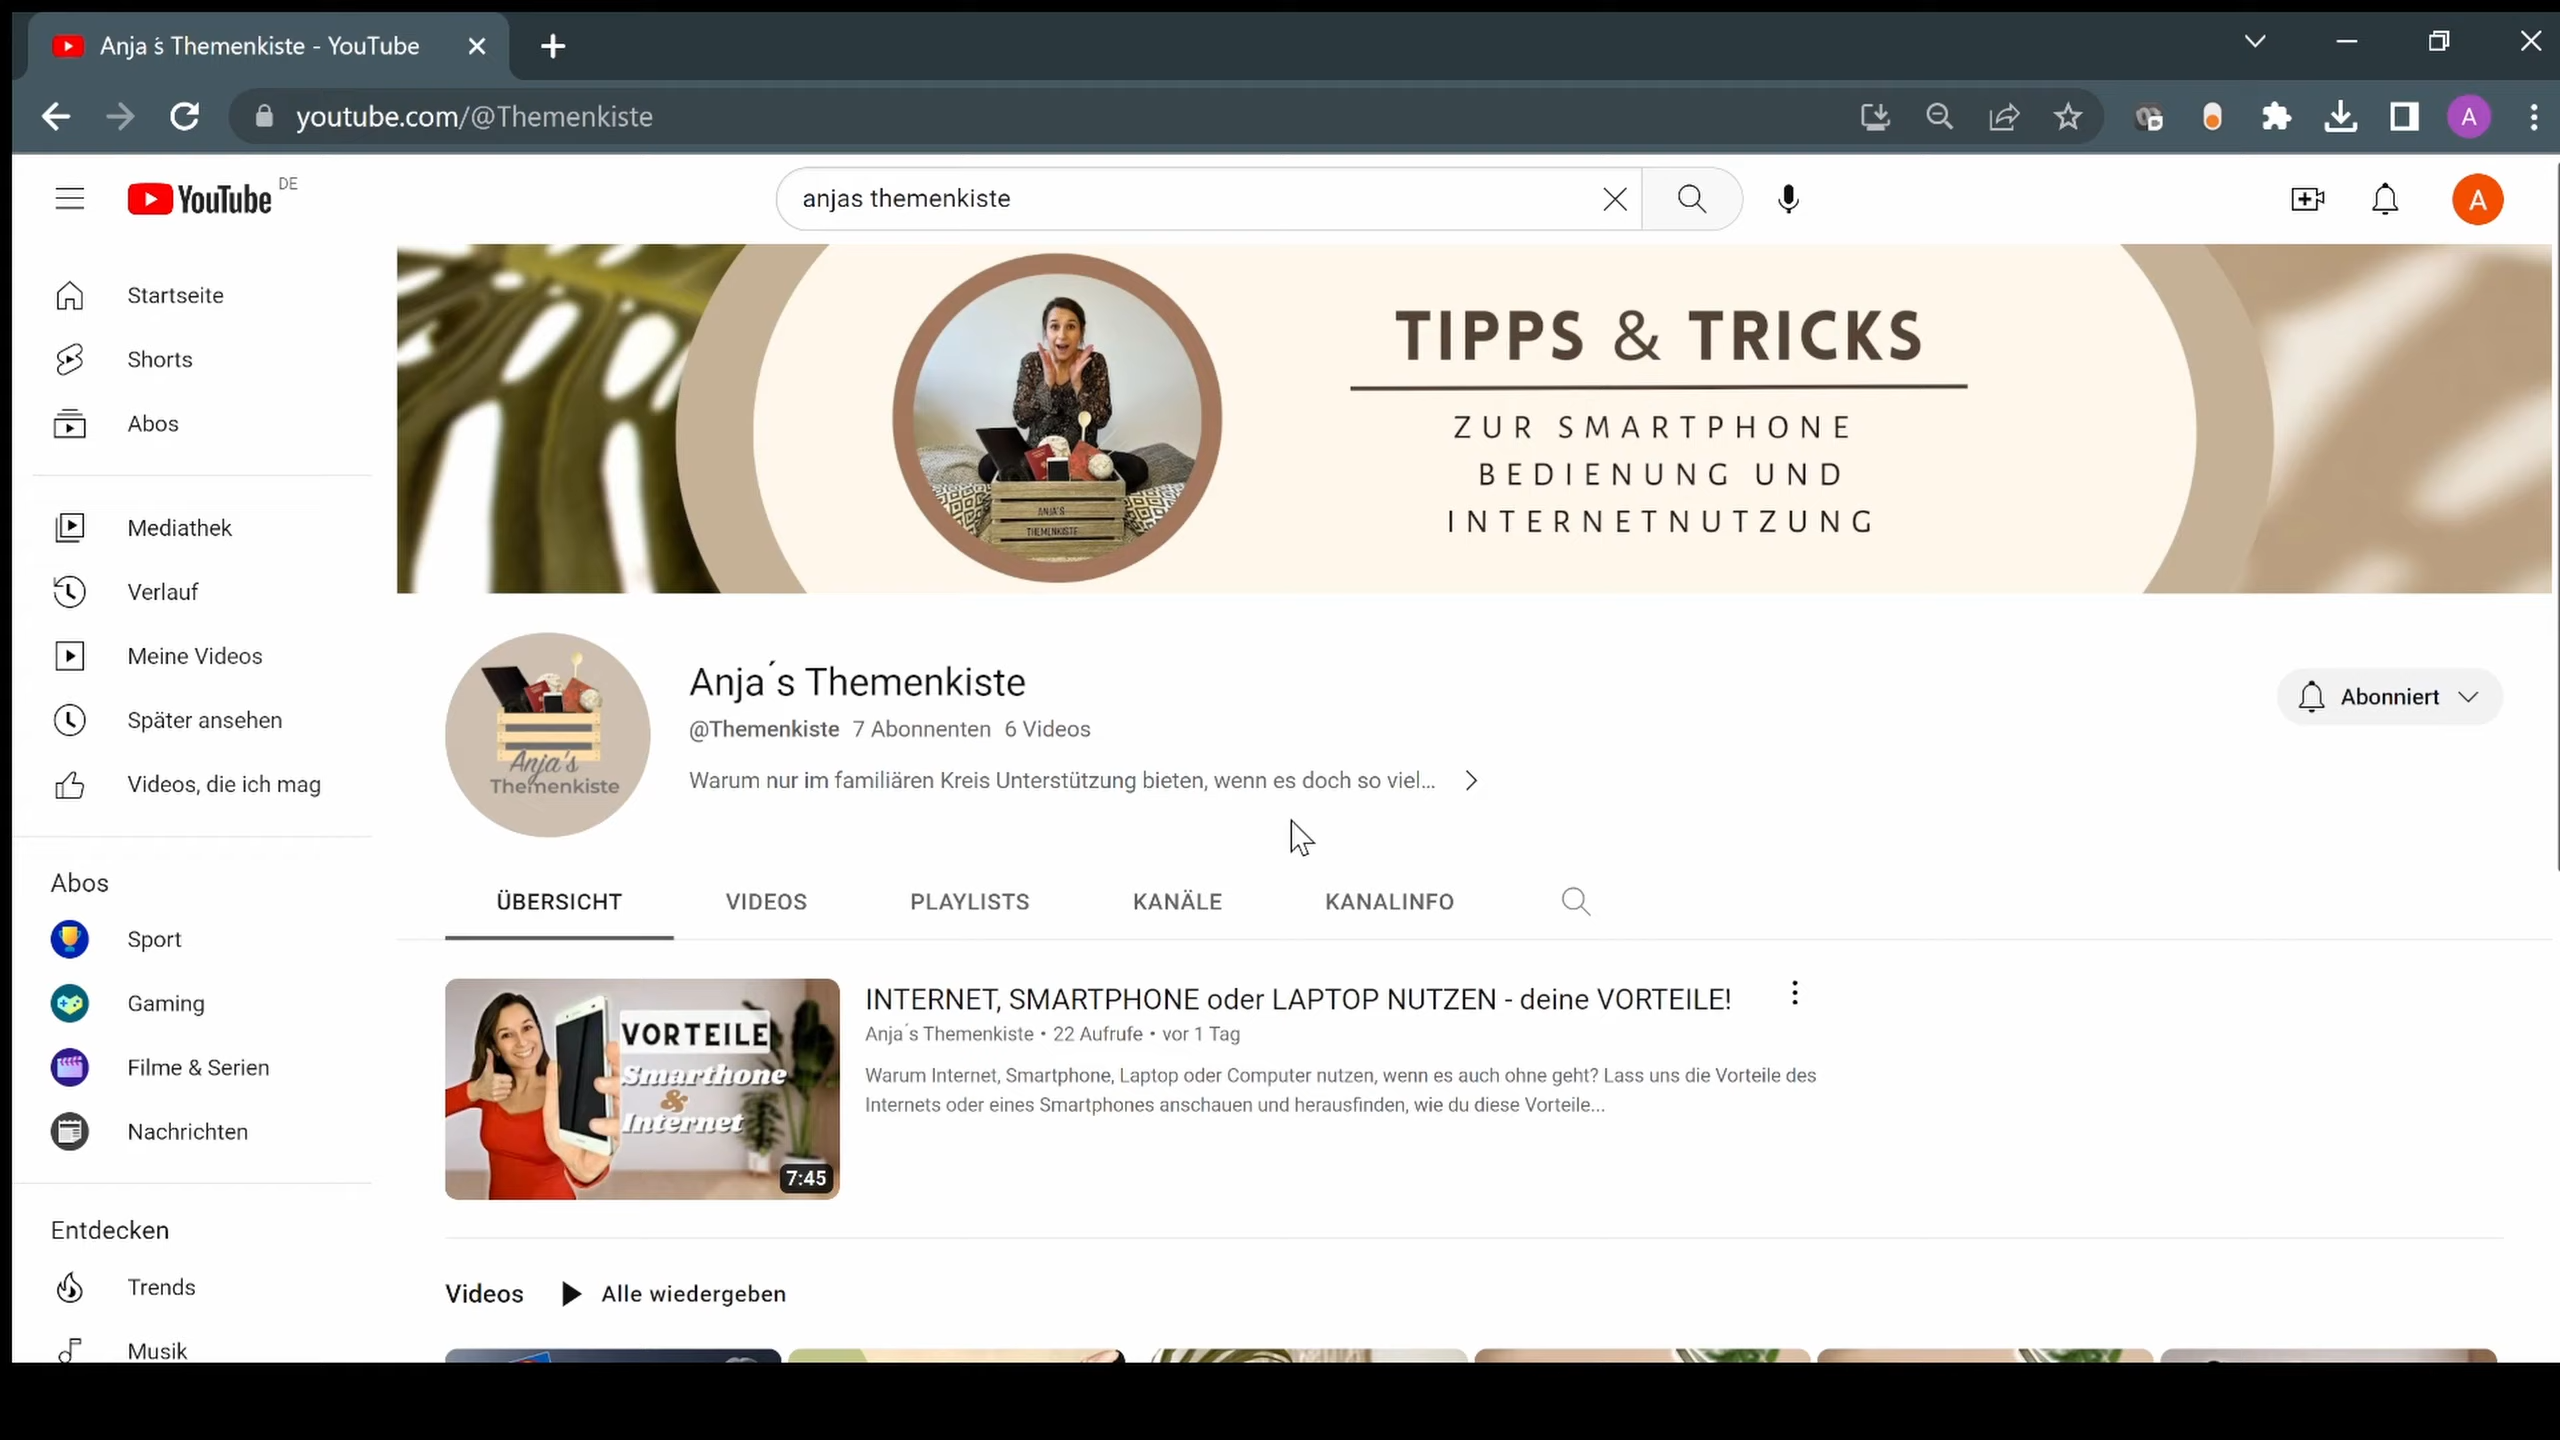 Anja ́s Themenkiste - YouTube
youtube.com/@Themenkiste
A
YouTube DE
anjas themenkiste
A
Startseite
Shorts
Abos
Mediathek
Verlauf
Meine Videos
Später ansehen
Videos, die ich mag
Abos
Sport
Gaming
Filme & Serien
Nachrichten
Entdecken
Trends
Musik
ANJA'S
THEMENKISTE
TIPPS & TRICKS
ZUR SMARTPHONE
BEDIENUNG UND
INTERNETNUTZUNG
Anja's
Themenkiste
Anja´s Themenkiste
@Themenkiste 7 Abonnenten 6 Videos
Warum nur im familiären Kreis Unterstützung bieten, wenn es doch so viel...
Abonniert
ÜBERSICHT VIDEOS PLAYLISTS KANÄLE KANALINFO
VORTEILE
Smarthone
&
Internet
7:45
INTERNET, SMARTPHONE oder LAPTOP NUTZEN - deine VORTEILE!
Anja´s Themenkiste • 22 Aufrufe • vor 1 Tag
Warum Internet, Smartphone, Laptop oder Computer nutzen, wenn es auch ohne geht? Lass uns die Vorteile des
Internets oder eines Smartphones anschauen und herausfinden, wie du diese Vorteile...
Videos Alle wiedergeben